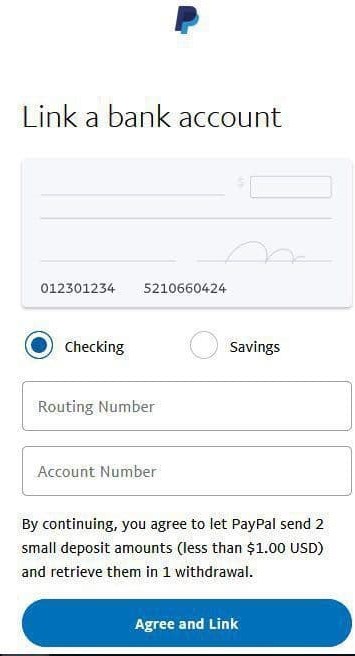 Link a bank account
$
012301234 5210660424
Checking Savings
Routing Number
Account Number
By continuing, you agree to let PayPal send 2
small deposit amounts (less than $1.00 USD)
and retrieve them in 1 withdrawal.
Agree and Link